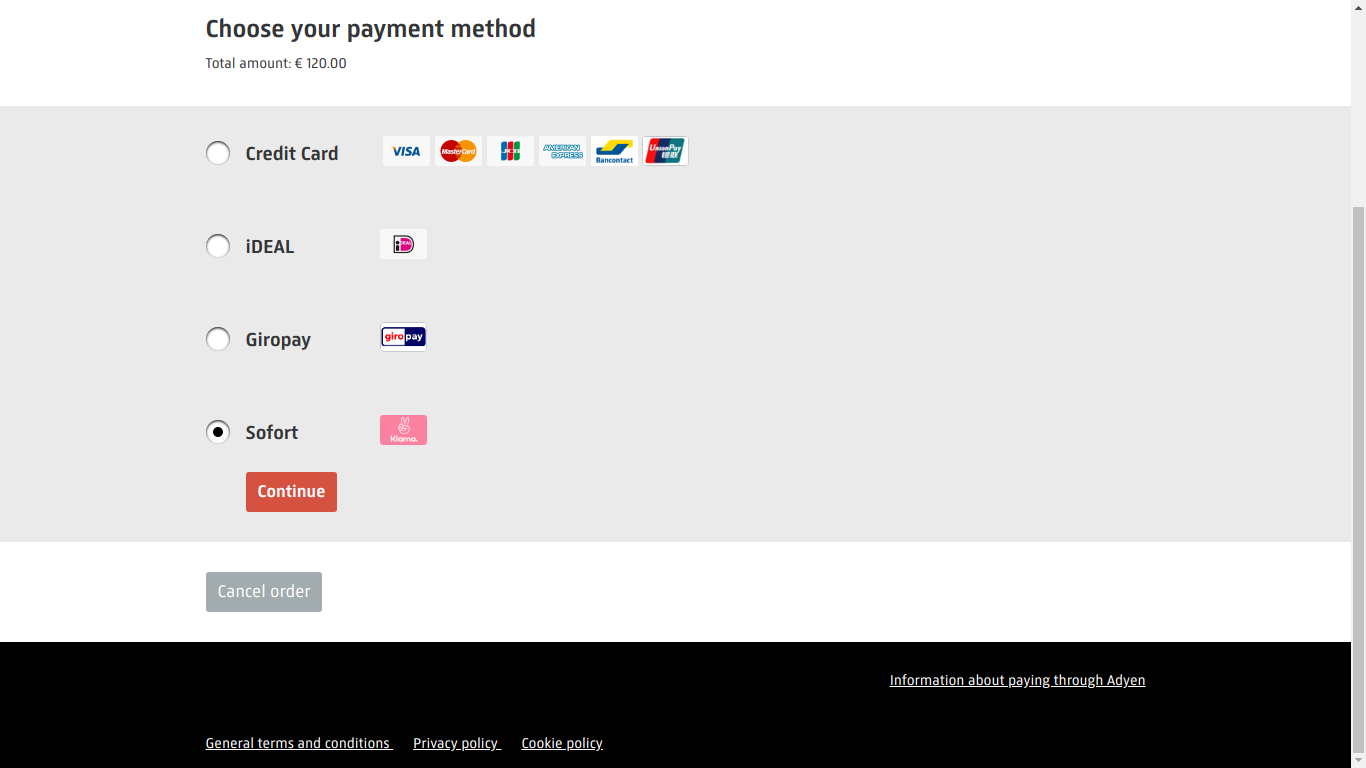 Choose your payment method
Total amount: € 120.00
Credit Card VISA MasterCard JCB AMERICAN EXPRESS Bancontact UnionPay 银联
iDEAL iDEAL
Giropay giropay
Sofort Klarna.
Continue
Cancel order
Information about paying through Adyen
General terms and conditions Privacy policy Cookie policy